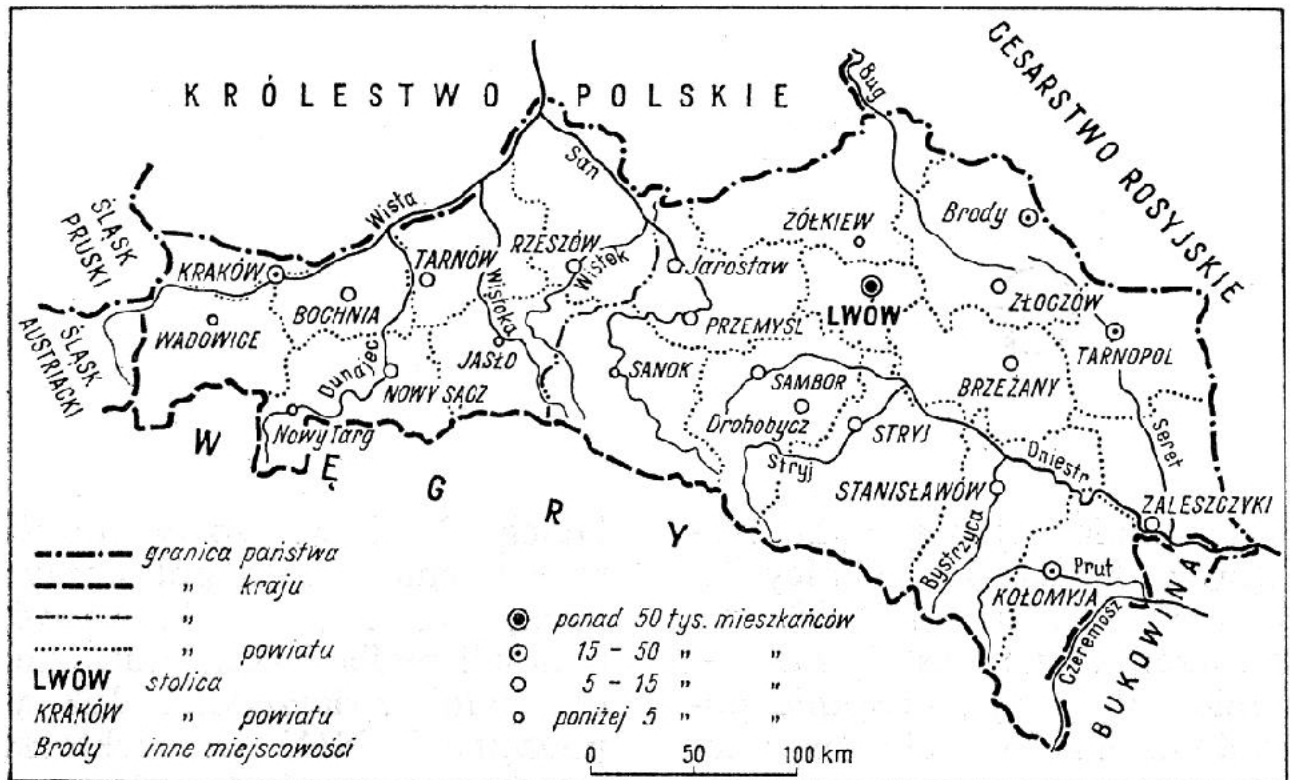 KRÓLESTWO POLSKIE
CESARSTWO ROSYJSKIE
ŚLĄSK
PRUSKI
ŚLĄSK
AUSTRIACKI
WĘGRY
BUKOWINA
Bug
San
Wisła
Brody
ŻÓŁKIEW
KRAKÓW
TARNÓW
RZESZÓW
Wisłok
Jarosław
LWÓW
ZŁOCZÓW
BOCHNIA
Wisłoka
WADOWICE
PRZEMYŚL
TARNOPOL
Dunajec
JASŁO
NOWY SĄCZ
SANOK
SAMBOR
BRZEŻANY
Nowy Targ
Drohobycz
STRYJ
Stryj
Seret
Dniestr
STANISŁAWÓW
ZALESZCZYKI
Bystrzyca
Prut
KOŁOMYJA
Czeremosz
granica państwa
„ kraju
„
„ powiatu
LWÓW stolica
KRAKÓW „ powiatu
Brody inne miejscowości
ponad 50 tys. mieszkańców
15 – 50 „ „
5 – 15 „ „
poniżej 5 „ „
0 50 100 km